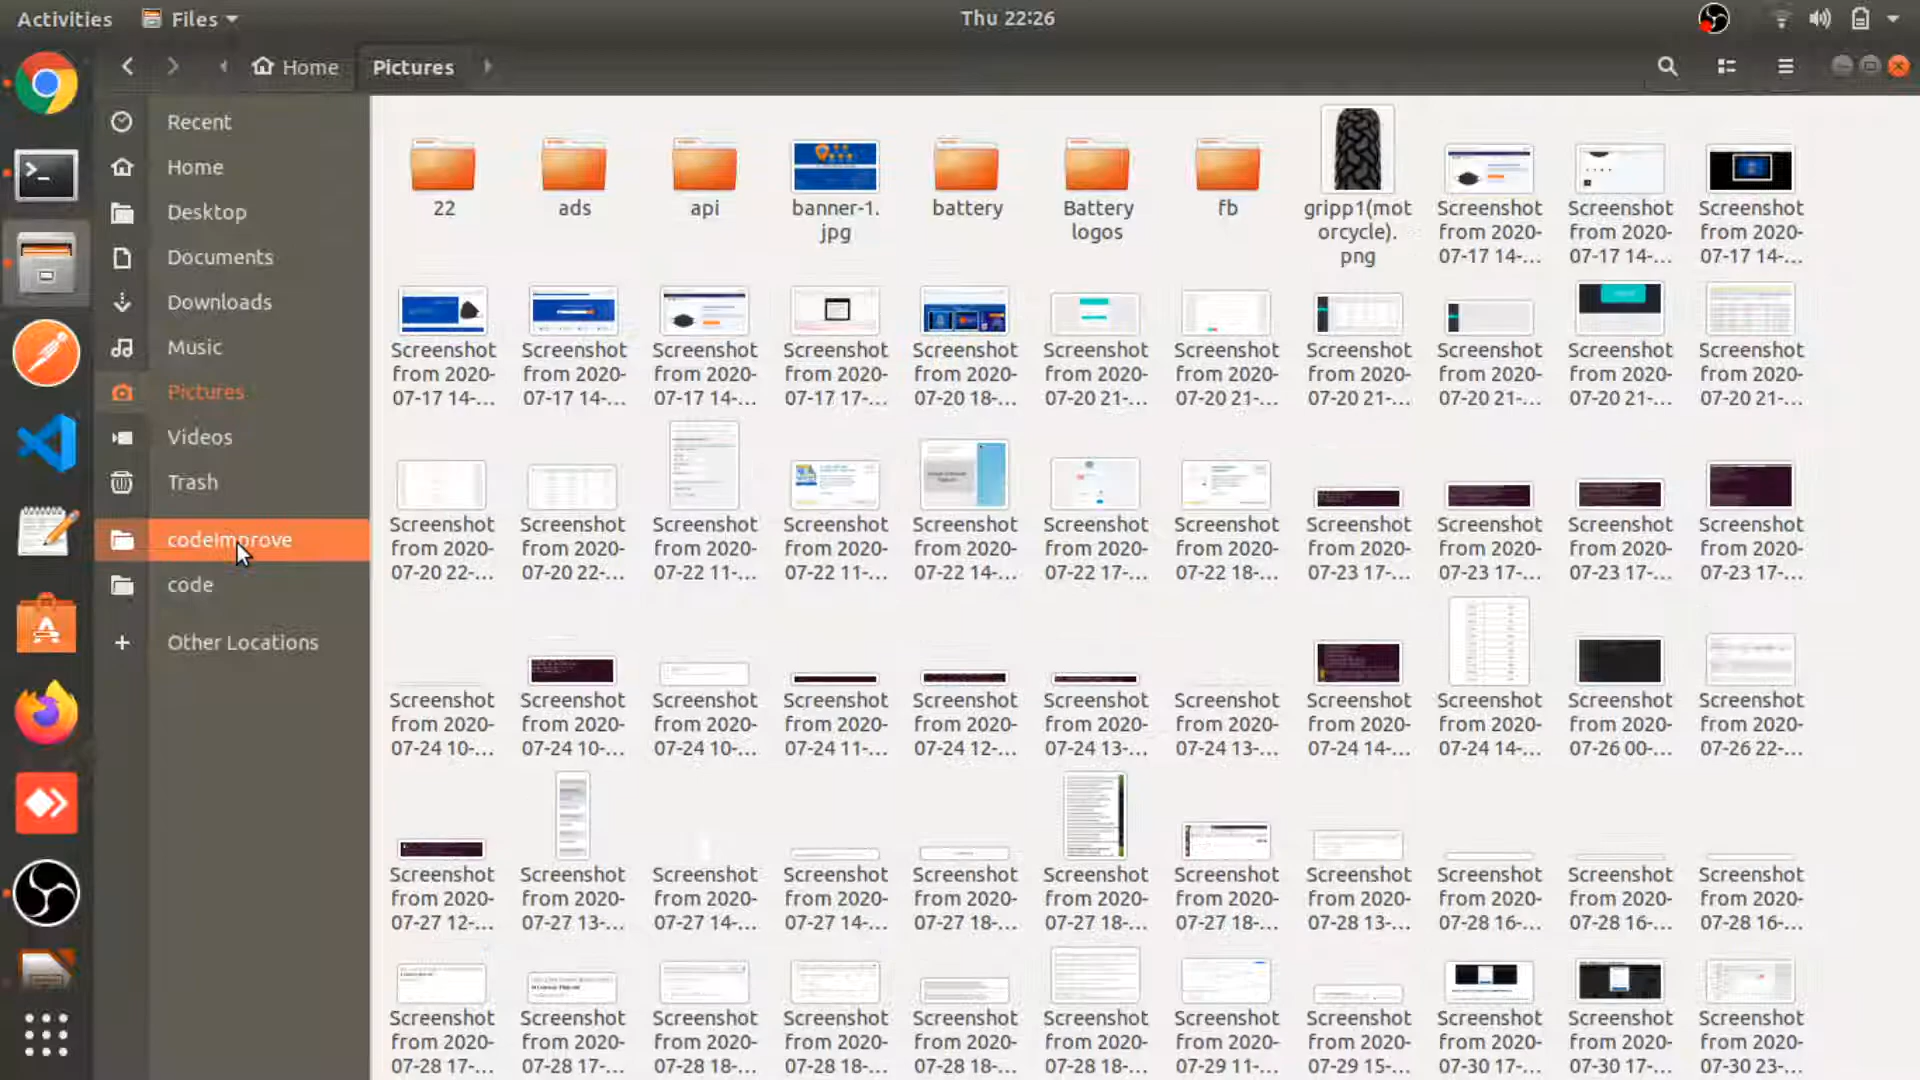 Activities Files Thu 22:26
Home Pictures
Recent
Home
Desktop
Documents
Downloads
Music
Pictures
Videos
Trash
codeImprove
code
Other Locations
22 ads api banner-1. battery Battery fb gripp1(mot Screenshot Screenshot Screenshot
jpg logos orcycle). from 2020- from 2020- from 2020-
png 07-17 14-... 07-17 14-... 07-17 14-...
Screenshot Screenshot Screenshot Screenshot Screenshot Screenshot Screenshot Screenshot Screenshot Screenshot Screenshot
from 2020- from 2020- from 2020- from 2020- from 2020- from 2020- from 2020- from 2020- from 2020- from 2020- from 2020-
07-17 14-... 07-17 14-... 07-17 14-... 07-17 17-... 07-20 18-... 07-20 21-... 07-20 21-... 07-20 21-... 07-20 21-... 07-20 21-... 07-20 21-...
Screenshot Screenshot Screenshot Screenshot Screenshot Screenshot Screenshot Screenshot Screenshot Screenshot Screenshot
from 2020- from 2020- from 2020- from 2020- from 2020- from 2020- from 2020- from 2020- from 2020- from 2020- from 2020-
07-20 22-... 07-20 22-... 07-22 11-... 07-22 11-... 07-22 14-... 07-22 17-... 07-22 18-... 07-23 17-... 07-23 17-... 07-23 17-... 07-23 17-...
Screenshot Screenshot Screenshot Screenshot Screenshot Screenshot Screenshot Screenshot Screenshot Screenshot Screenshot
from 2020- from 2020- from 2020- from 2020- from 2020- from 2020- from 2020- from 2020- from 2020- from 2020- from 2020-
07-24 10-... 07-24 10-... 07-24 10-... 07-24 11-... 07-24 12-... 07-24 13-... 07-24 13-... 07-24 14-... 07-24 14-... 07-26 00-... 07-26 22-...
Screenshot Screenshot Screenshot Screenshot Screenshot Screenshot Screenshot Screenshot Screenshot Screenshot Screenshot
from 2020- from 2020- from 2020- from 2020- from 2020- from 2020- from 2020- from 2020- from 2020- from 2020- from 2020-
07-27 12-... 07-27 13-... 07-27 14-... 07-27 14-... 07-27 18-... 07-27 18-... 07-27 18-... 07-28 13-... 07-28 16-... 07-28 16-... 07-28 16-...
Screenshot Screenshot Screenshot Screenshot Screenshot Screenshot Screenshot Screenshot Screenshot Screenshot Screenshot
from 2020- from 2020- from 2020- from 2020- from 2020- from 2020- from 2020- from 2020- from 2020- from 2020- from 2020-
07-28 17-... 07-28 17-... 07-28 18-... 07-28 18-... 07-28 18-... 07-28 18-... 07-29 11-... 07-29 15-... 07-30 17-... 07-30 17-... 07-30 23-...